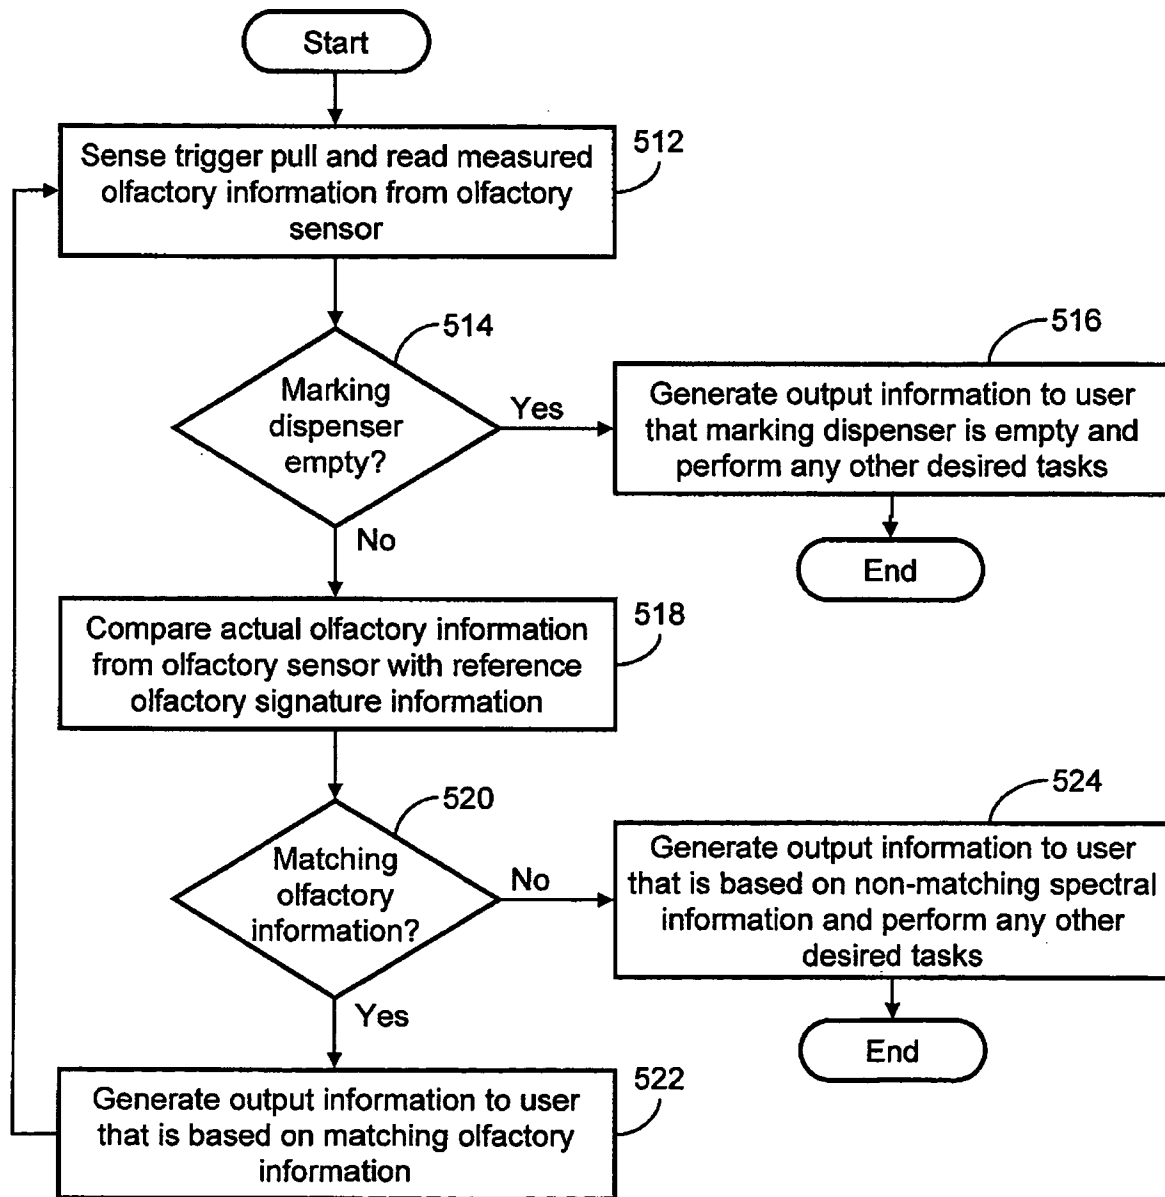 Start
Sense trigger pull and read measured
olfactory information from olfactory
sensor
512
514
Marking
dispenser
empty?
Yes
No
516
Generate output information to user
that marking dispenser is empty and
perform any other desired tasks
End
Compare actual olfactory information
from olfactory sensor with reference
olfactory signature information
518
520
Matching
olfactory
information?
No
Yes
524
Generate output information to user
that is based on non-matching spectral
information and perform any other
desired tasks
End
Generate output information to user
that is based on matching olfactory
information
522